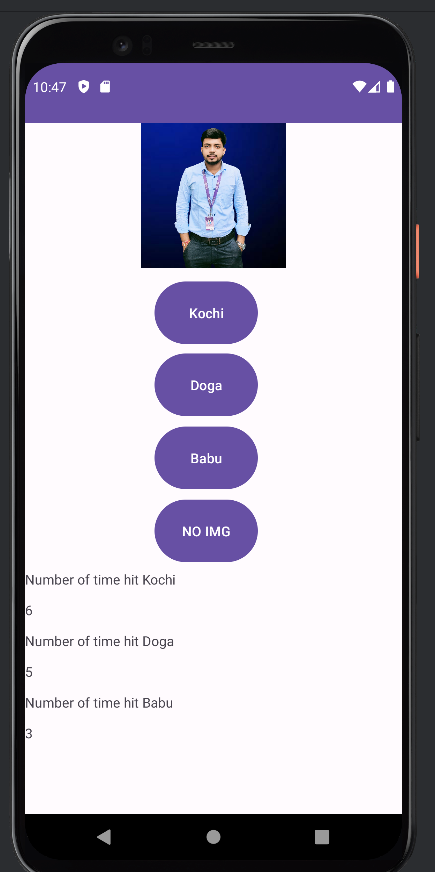 10:47
Kochi
Doga
Babu
NO IMG
Number of time hit Kochi
6
Number of time hit Doga
5
Number of time hit Babu
3